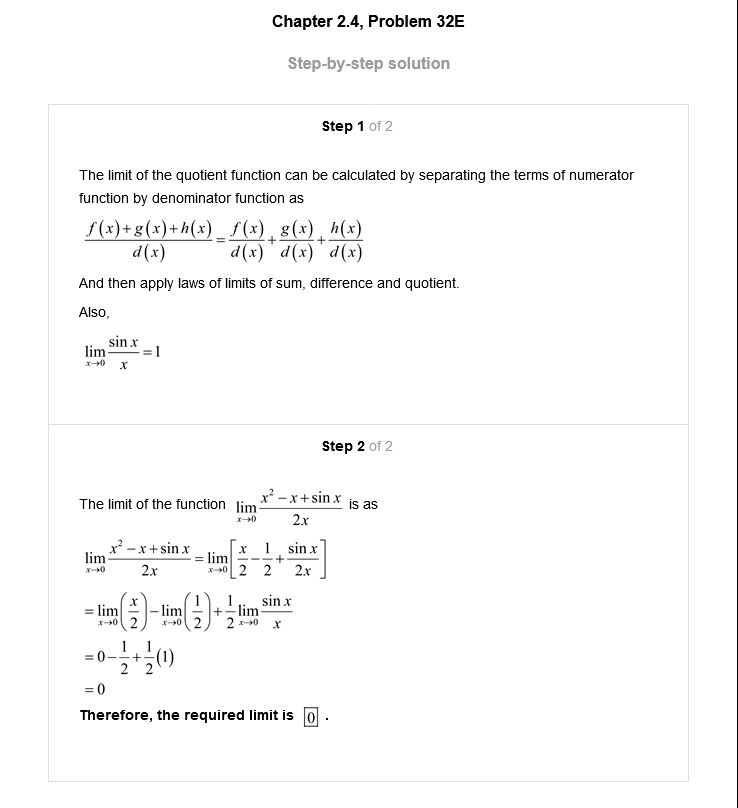 Chapter 2.4, Problem 32E
Step-by-step solution
Step 1 of 2
The limit of the quotient function can be calculated by separating the terms of numerator
function by denominator function as
\frac{f(x)+g(x)+h(x)}{d(x)} = \frac{f(x)}{d(x)} + \frac{g(x)}{d(x)} + \frac{h(x)}{d(x)}
And then apply laws of limits of sum, difference and quotient.
Also,
\lim_{x \to 0} \frac{\sin x}{x} = 1
Step 2 of 2
The limit of the function \lim_{x \to 0} \frac{x^2 - x + \sin x}{2x} is as
\lim_{x \to 0} \frac{x^2 - x + \sin x}{2x} = \lim_{x \to 0} \left[ \frac{x}{2} - \frac{1}{2} + \frac{\sin x}{2x} \right]
= \lim_{x \to 0} \left( \frac{x}{2} \right) - \lim_{x \to 0} \left( \frac{1}{2} \right) + \frac{1}{2} \lim_{x \to 0} \frac{\sin x}{x}
= 0 - \frac{1}{2} + \frac{1}{2}(1)
= 0
Therefore, the required limit is \boxed{0} .